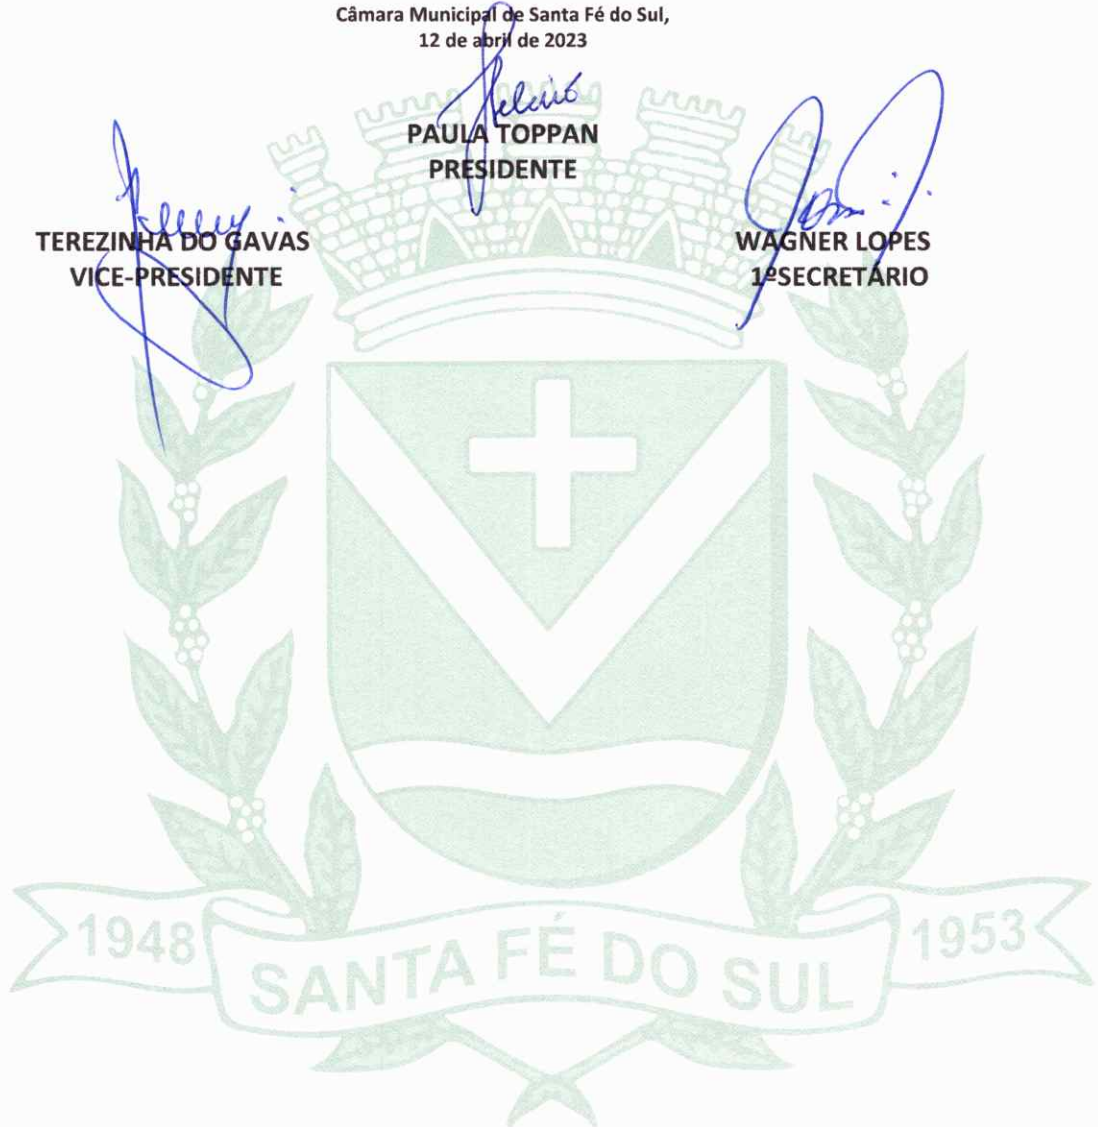 Câmara Municipal de Santa Fé do Sul,
12 de abril de 2023
PAULA TOPPAN
PRESIDENTE
TEREZINHA DO GAVAS
VICE-PRESIDENTE
WAGNER LOPES
1ºSECRETÁRIO
1948
SANTA FÉ DO SUL
1953